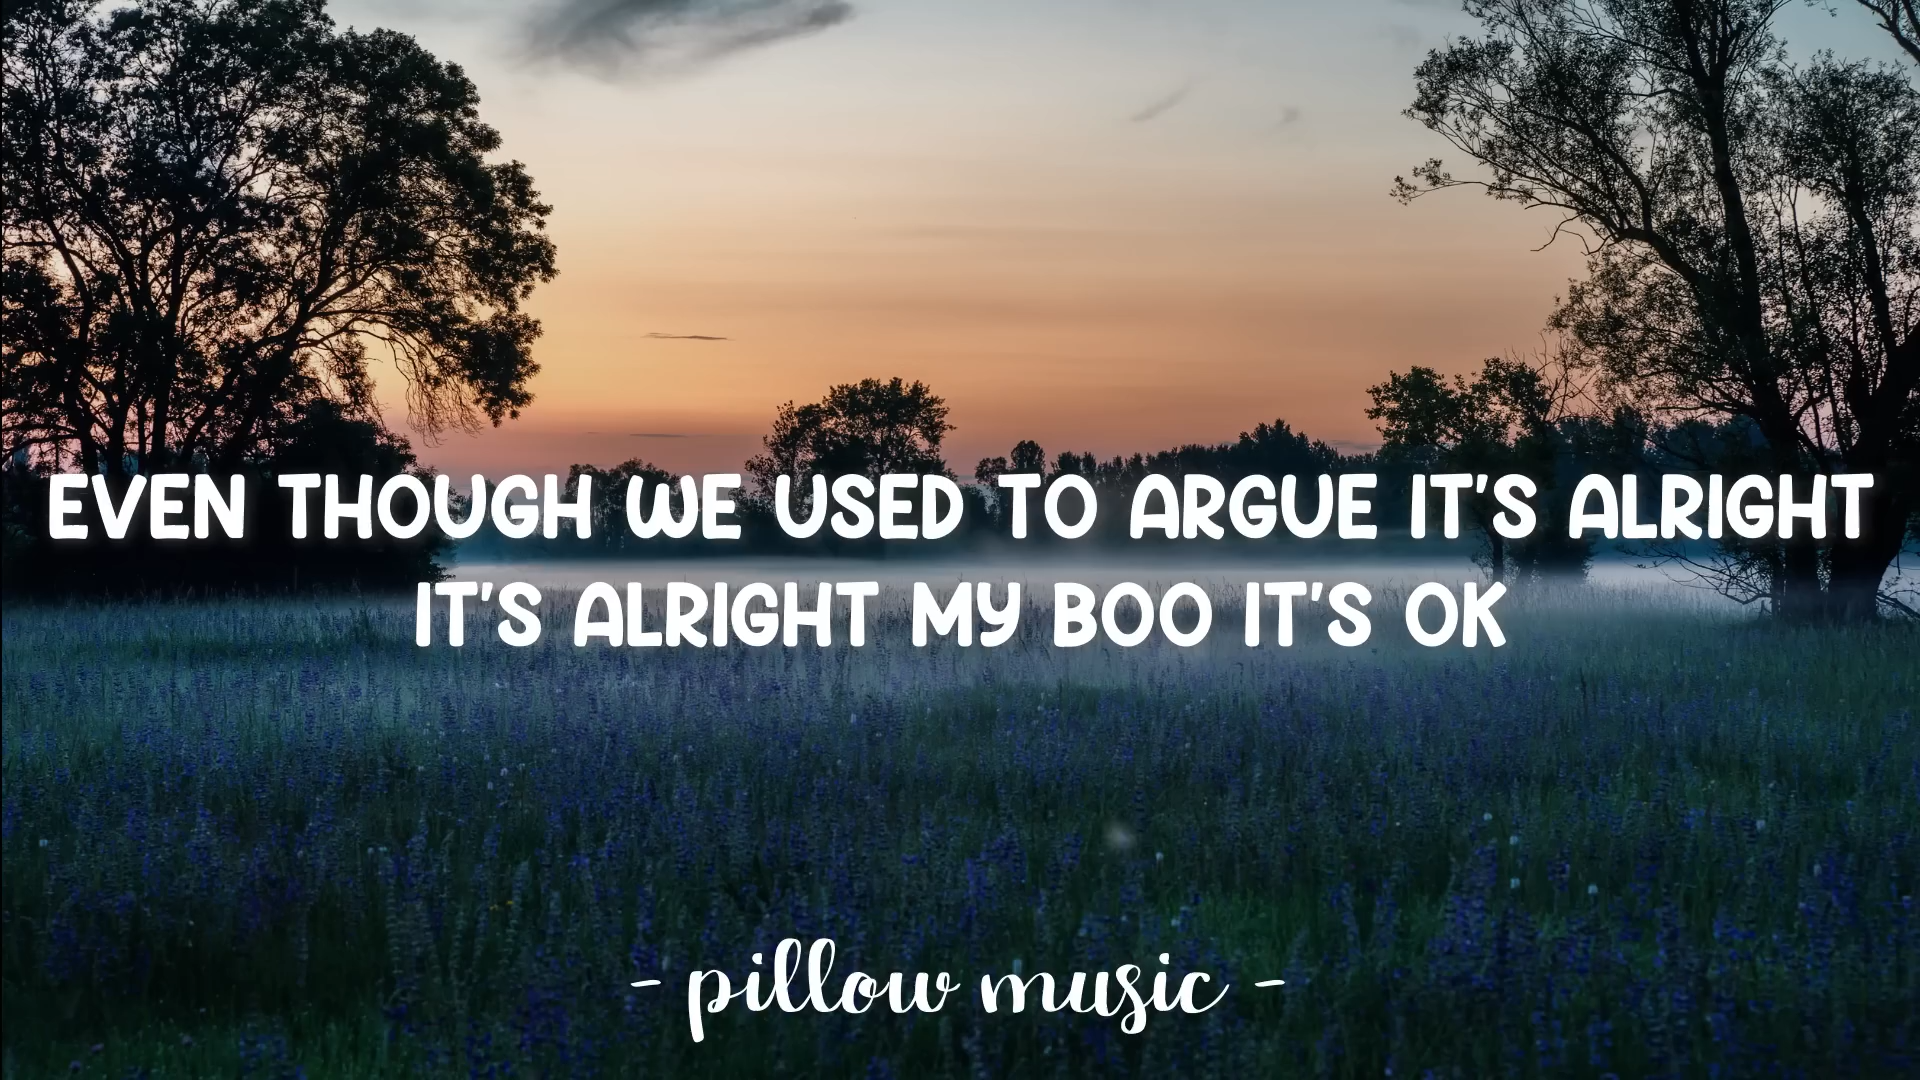 EVEN THOUGH WE USED TO ARGUE IT'S ALRIGHT
IT'S ALRIGHT MY BOO IT'S OK
- pillow music -